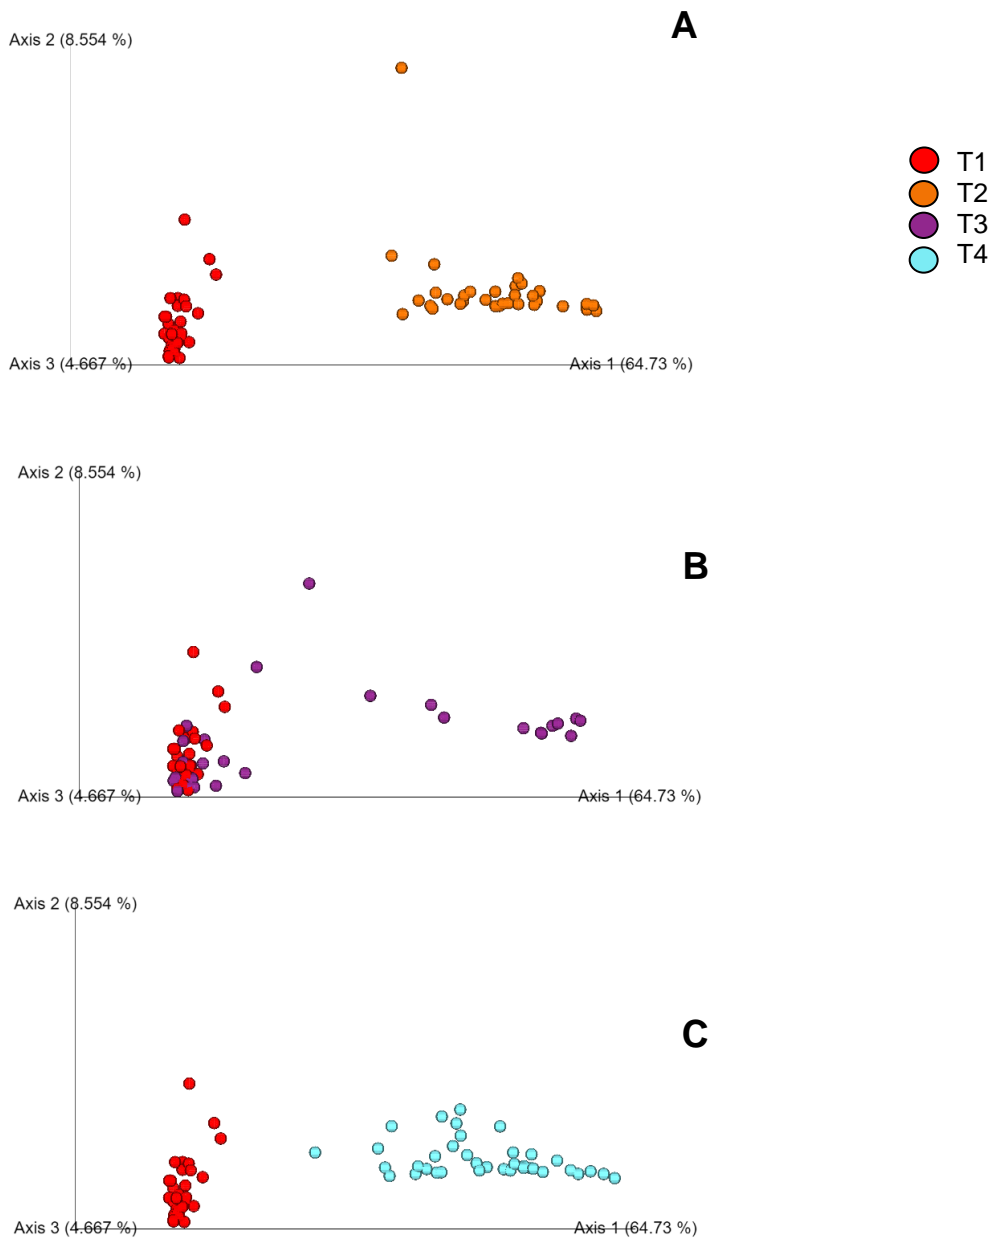 A
Axis 2 (8.554 %)
T1
T2
T3
T4
Axis 3 (4.667 %)
Axis 1 (64.73 %)
Axis 2 (8.554 %)
B
Axis 3 (4.667 %)
Axis 1 (64.73 %)
Axis 2 (8.554 %)
C
Axis 3 (4.667 %)
Axis 1 (64.73 %)